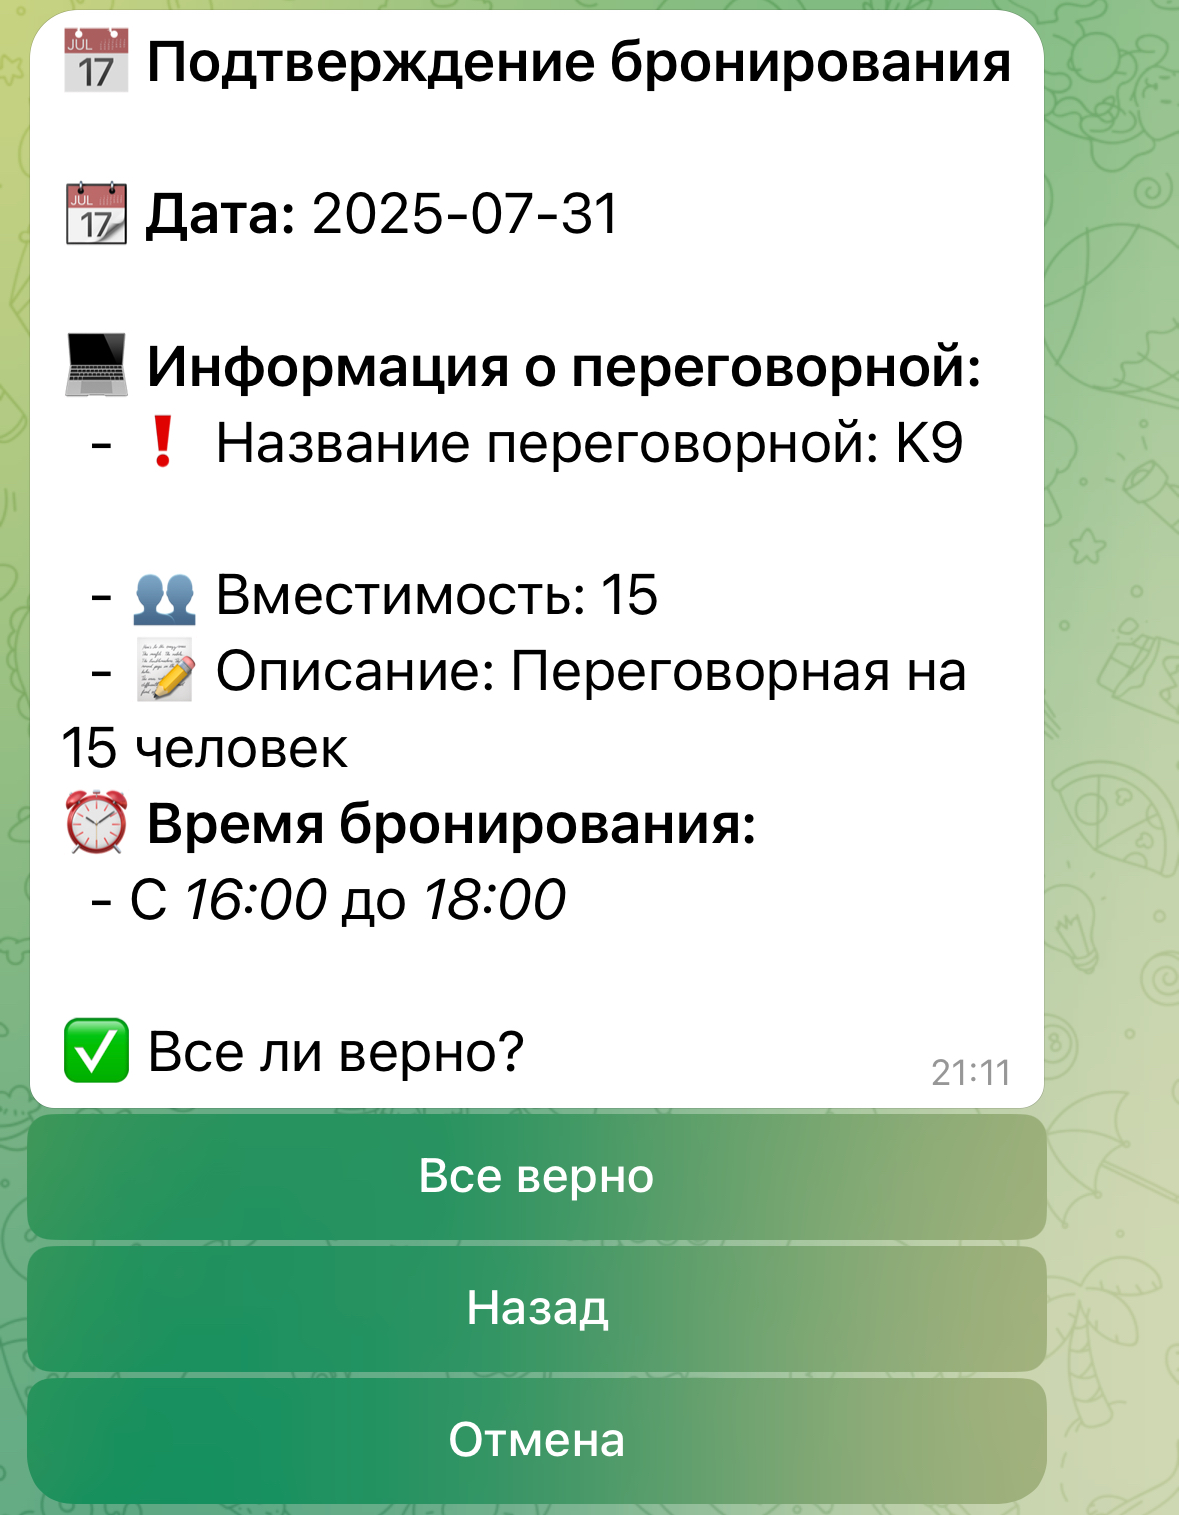 📅 Подтверждение бронирования
📆 Дата: 2025-07-31
💻 Информация о переговорной:
- ❗ Название переговорной: K9
- 👥 Вместимость: 15
- 📝 Описание: Переговорная на
15 человек
⏰ Время бронирования:
- С 16:00 до 18:00
✅ Все ли верно?
21:11
Все верно
Назад
Отмена